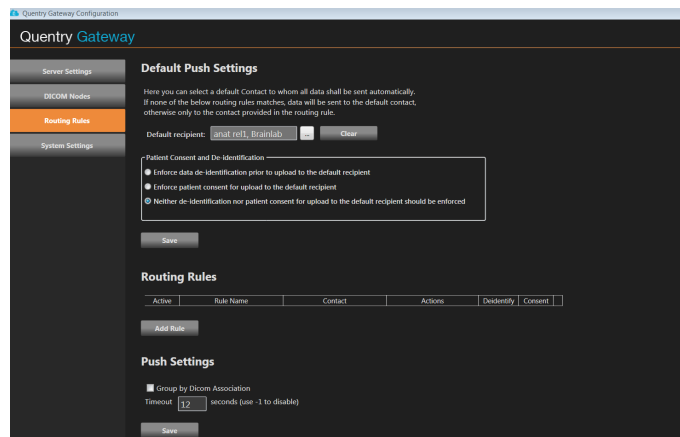 Quentry Gateway Configuration
Quentry Gateway
Server Settings
DICOM Nodes
Routing Rules
System Settings
Default Push Settings
Here you can select a default Contact to whom all data shall be sent automatically.
If none of the below routing rules matches, data will be sent to the default contact,
otherwise only to the contact provided in the routing rule.
Default recipient: anat rel1, Brainlab ... Clear
Patient Consent and De-identification
Enforce data de-identification prior to upload to the default recipient
Enforce patient consent for upload to the default recipient
Neither de-identification nor patient consent for upload to the default recipient should be enforced
Save
Routing Rules
Active Rule Name Contact Actions Deidentify Consent
Add Rule
Push Settings
Group by Dicom Association
Timeout 12 seconds (use -1 to disable)
Save